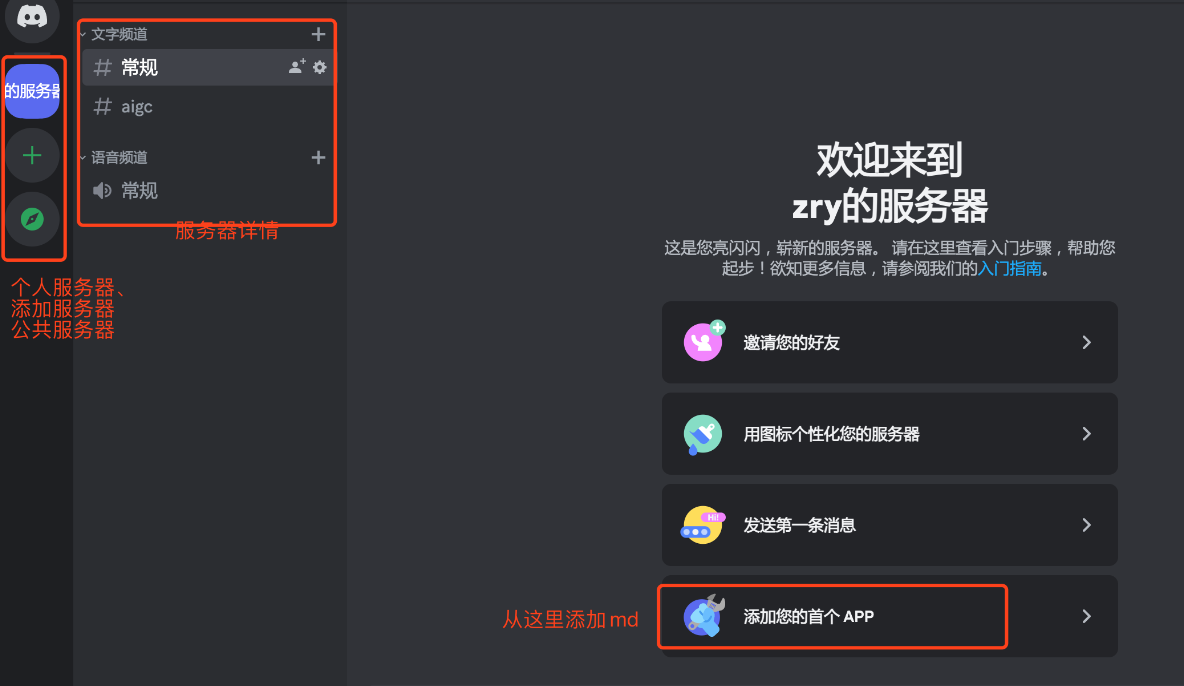 文字频道
常规
aigc
语音频道
常规
服务器详情
的服务器
个人服务器、
添加服务器
公共服务器
欢迎来到
zry的服务器
这是您亮闪闪，崭新的服务器。 请在这里查看入门步骤，帮助您
起步！欲知更多信息，请参阅我们的入门指南。
邀请您的好友
用图标个性化您的服务器
Hi!
发送第一条消息
从这里添加md
添加您的首个 APP